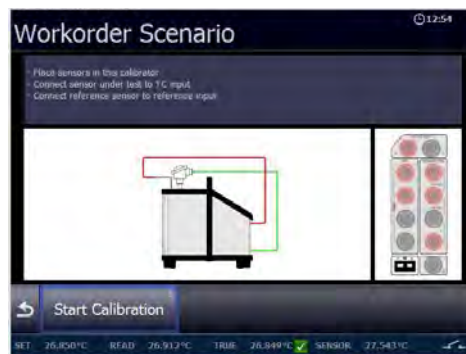 12:54
Workorder Scenario
- Place sensors in this calibrator
- Connect sensor under test to TC input
- Connect reference sensor to reference input
Start Calibration
SET 26.850°C READ 26.912°C TRUE 26.849°C SENSOR 27.543°C